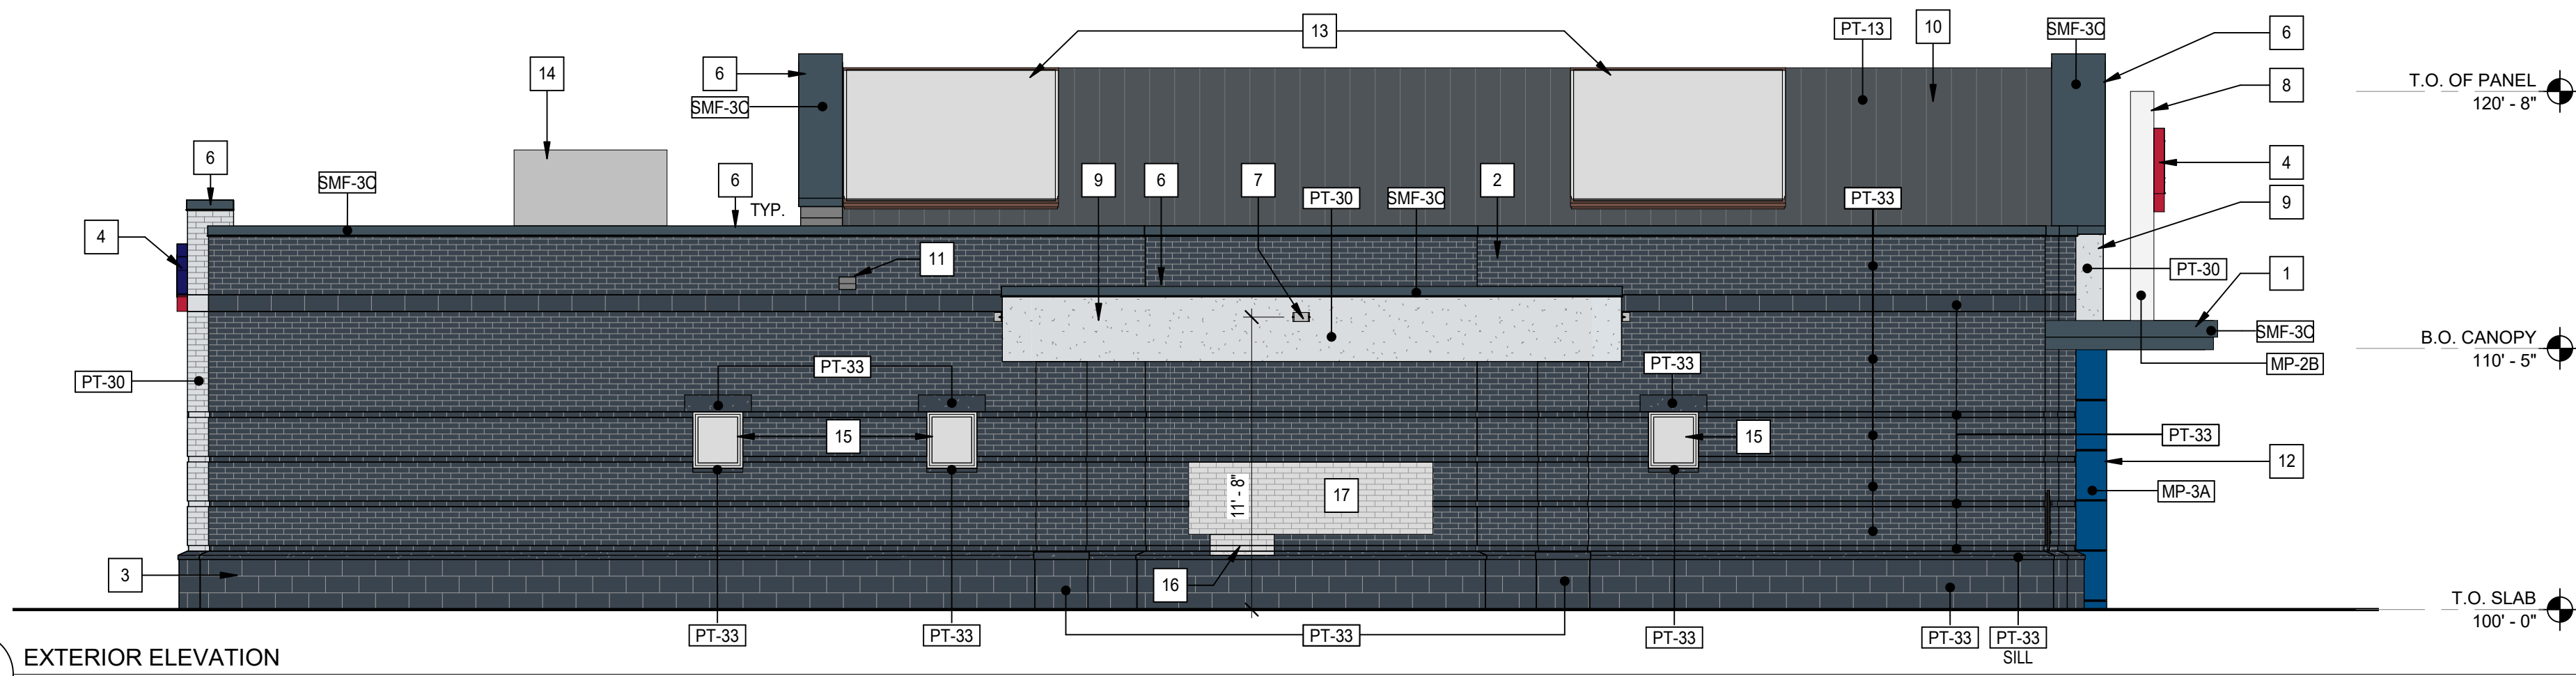 13
PT-13
10
SMF-3C
6
14
6
SMF-3C
8
T.O. OF PANEL
120' - 8"
6
SMF-3C
6
TYP.
9
6
7
PT-30
SMF-3C
2
PT-33
4
9
4
11
PT-30
1
SMF-3C
B.O. CANOPY
110' - 5"
MP-2B
PT-30
PT-33
PT-33
15
15
PT-33
12
11' - 8"
17
MP-3A
3
16
T.O. SLAB
100' - 0"
PT-33
PT-33
PT-33
PT-33
PT-33
PT-33
SILL
EXTERIOR ELEVATION